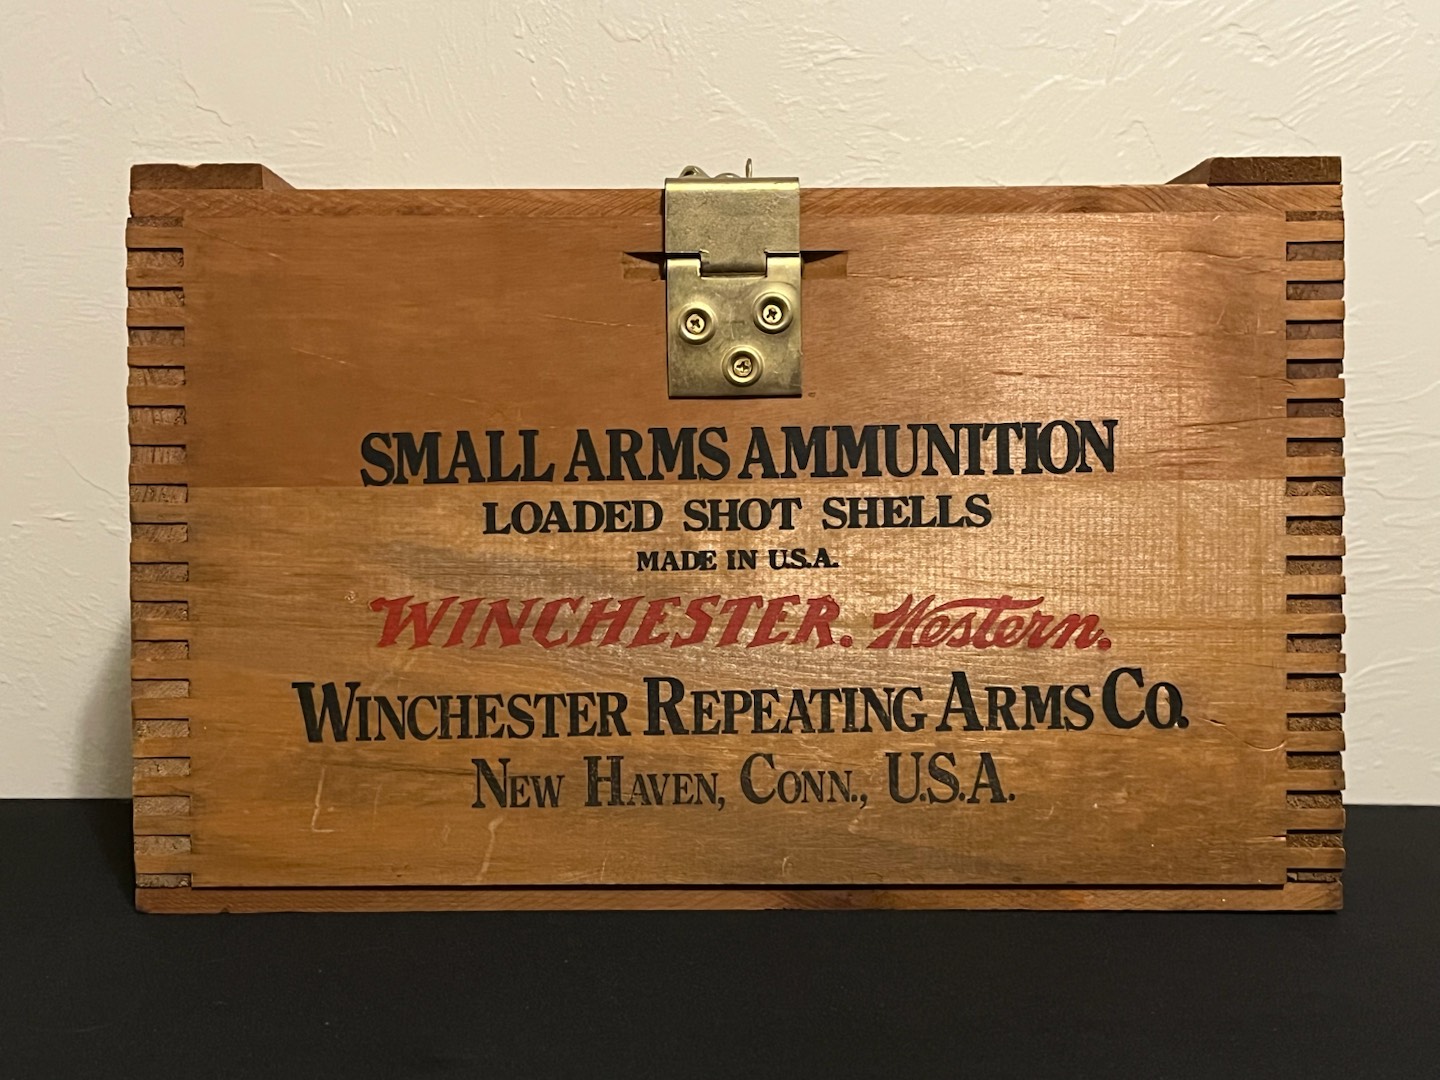 SMALL ARMS AMMUNITION
LOADED SHOT SHELLS
MADE IN U.S.A.
WINCHESTER. Western.
WINCHESTER REPEATING ARMS CO.
NEW HAVEN, CONN., U.S.A.